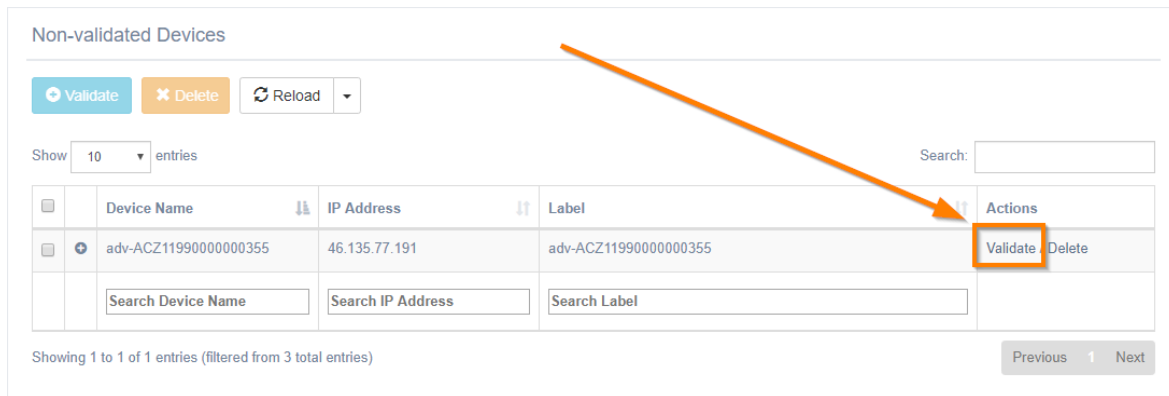 Non-validated Devices
Validate Delete Reload
Show 10 entries Search:
Device Name IP Address Label Actions
adv-ACZ11990000000355 46.135.77.191 adv-ACZ11990000000355 Validate / Delete
Search Device Name Search IP Address Search Label
Showing 1 to 1 of 1 entries (filtered from 3 total entries) Previous 1 Next